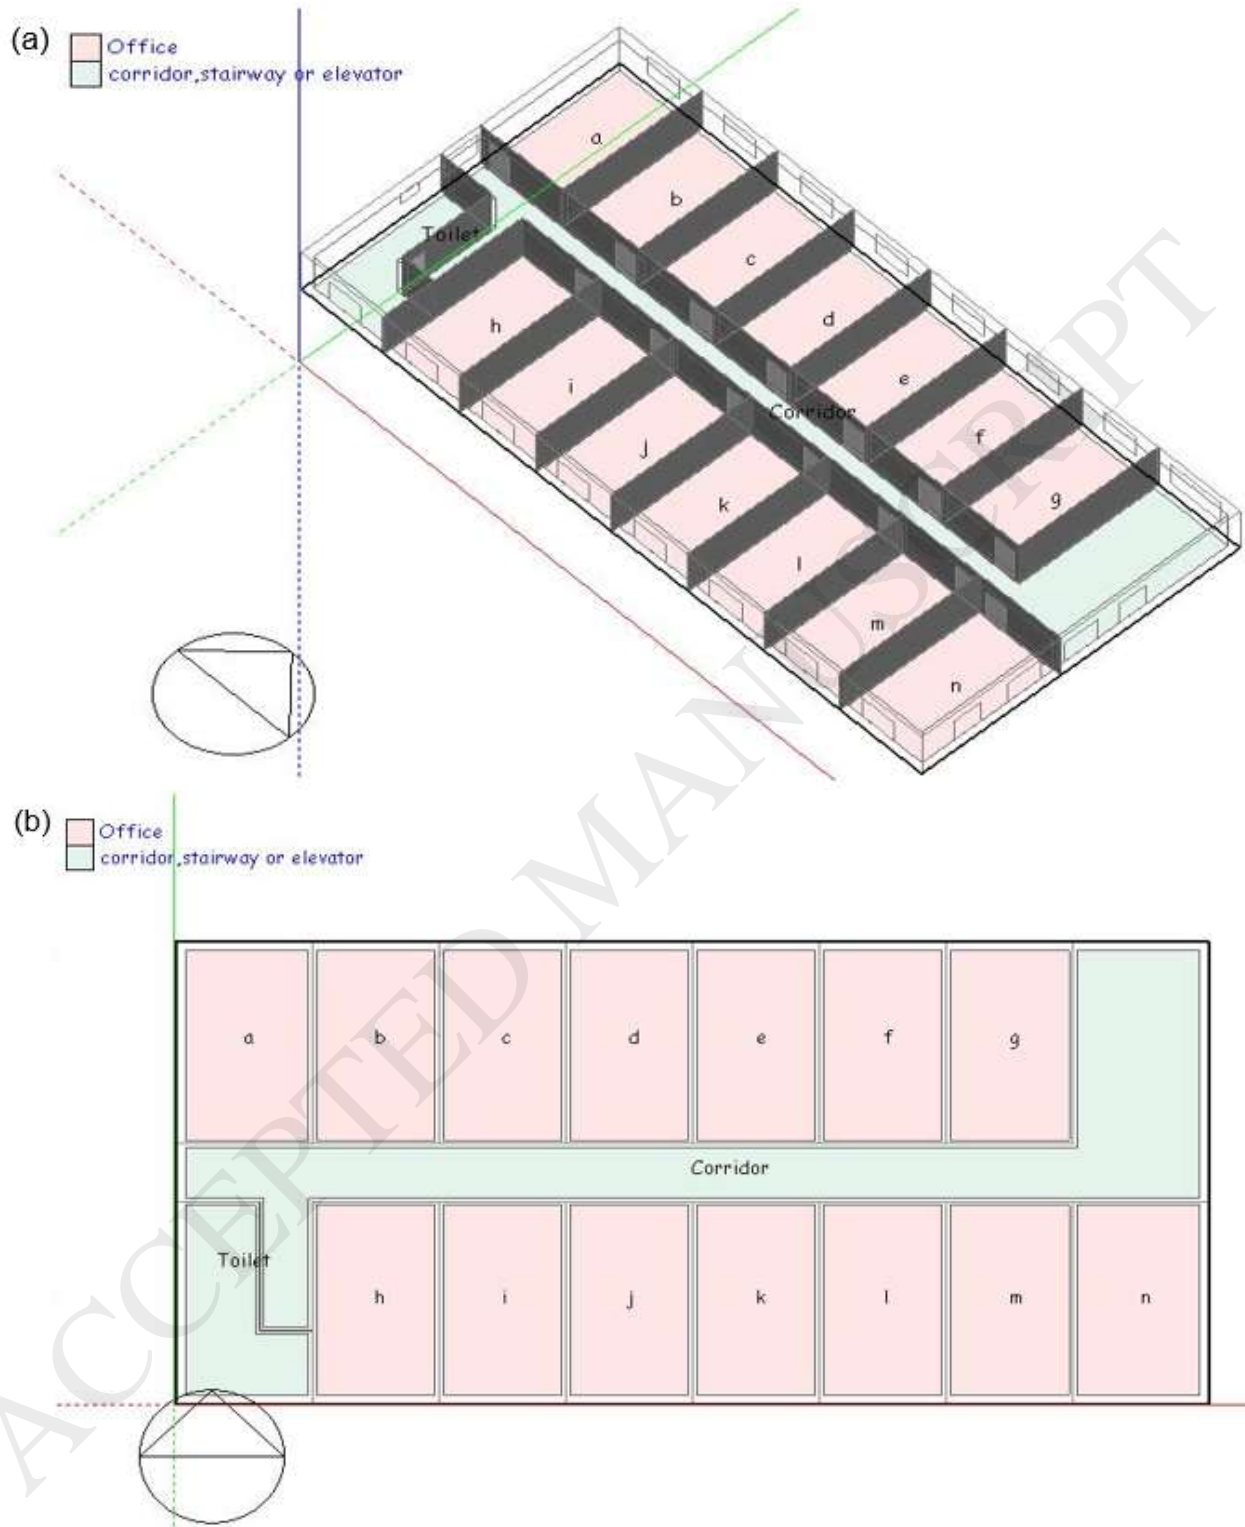 (a)
Office
corridor,stairway or elevator
a
b
Toilet
c
h
d
i
e
Corridor
f
j
g
k
l
m
n
(b)
Office
corridor,stairway or elevator
a b c d e f g
Corridor
Toilet
h i j k l m n
ACCEPTED MANUSCRIPT